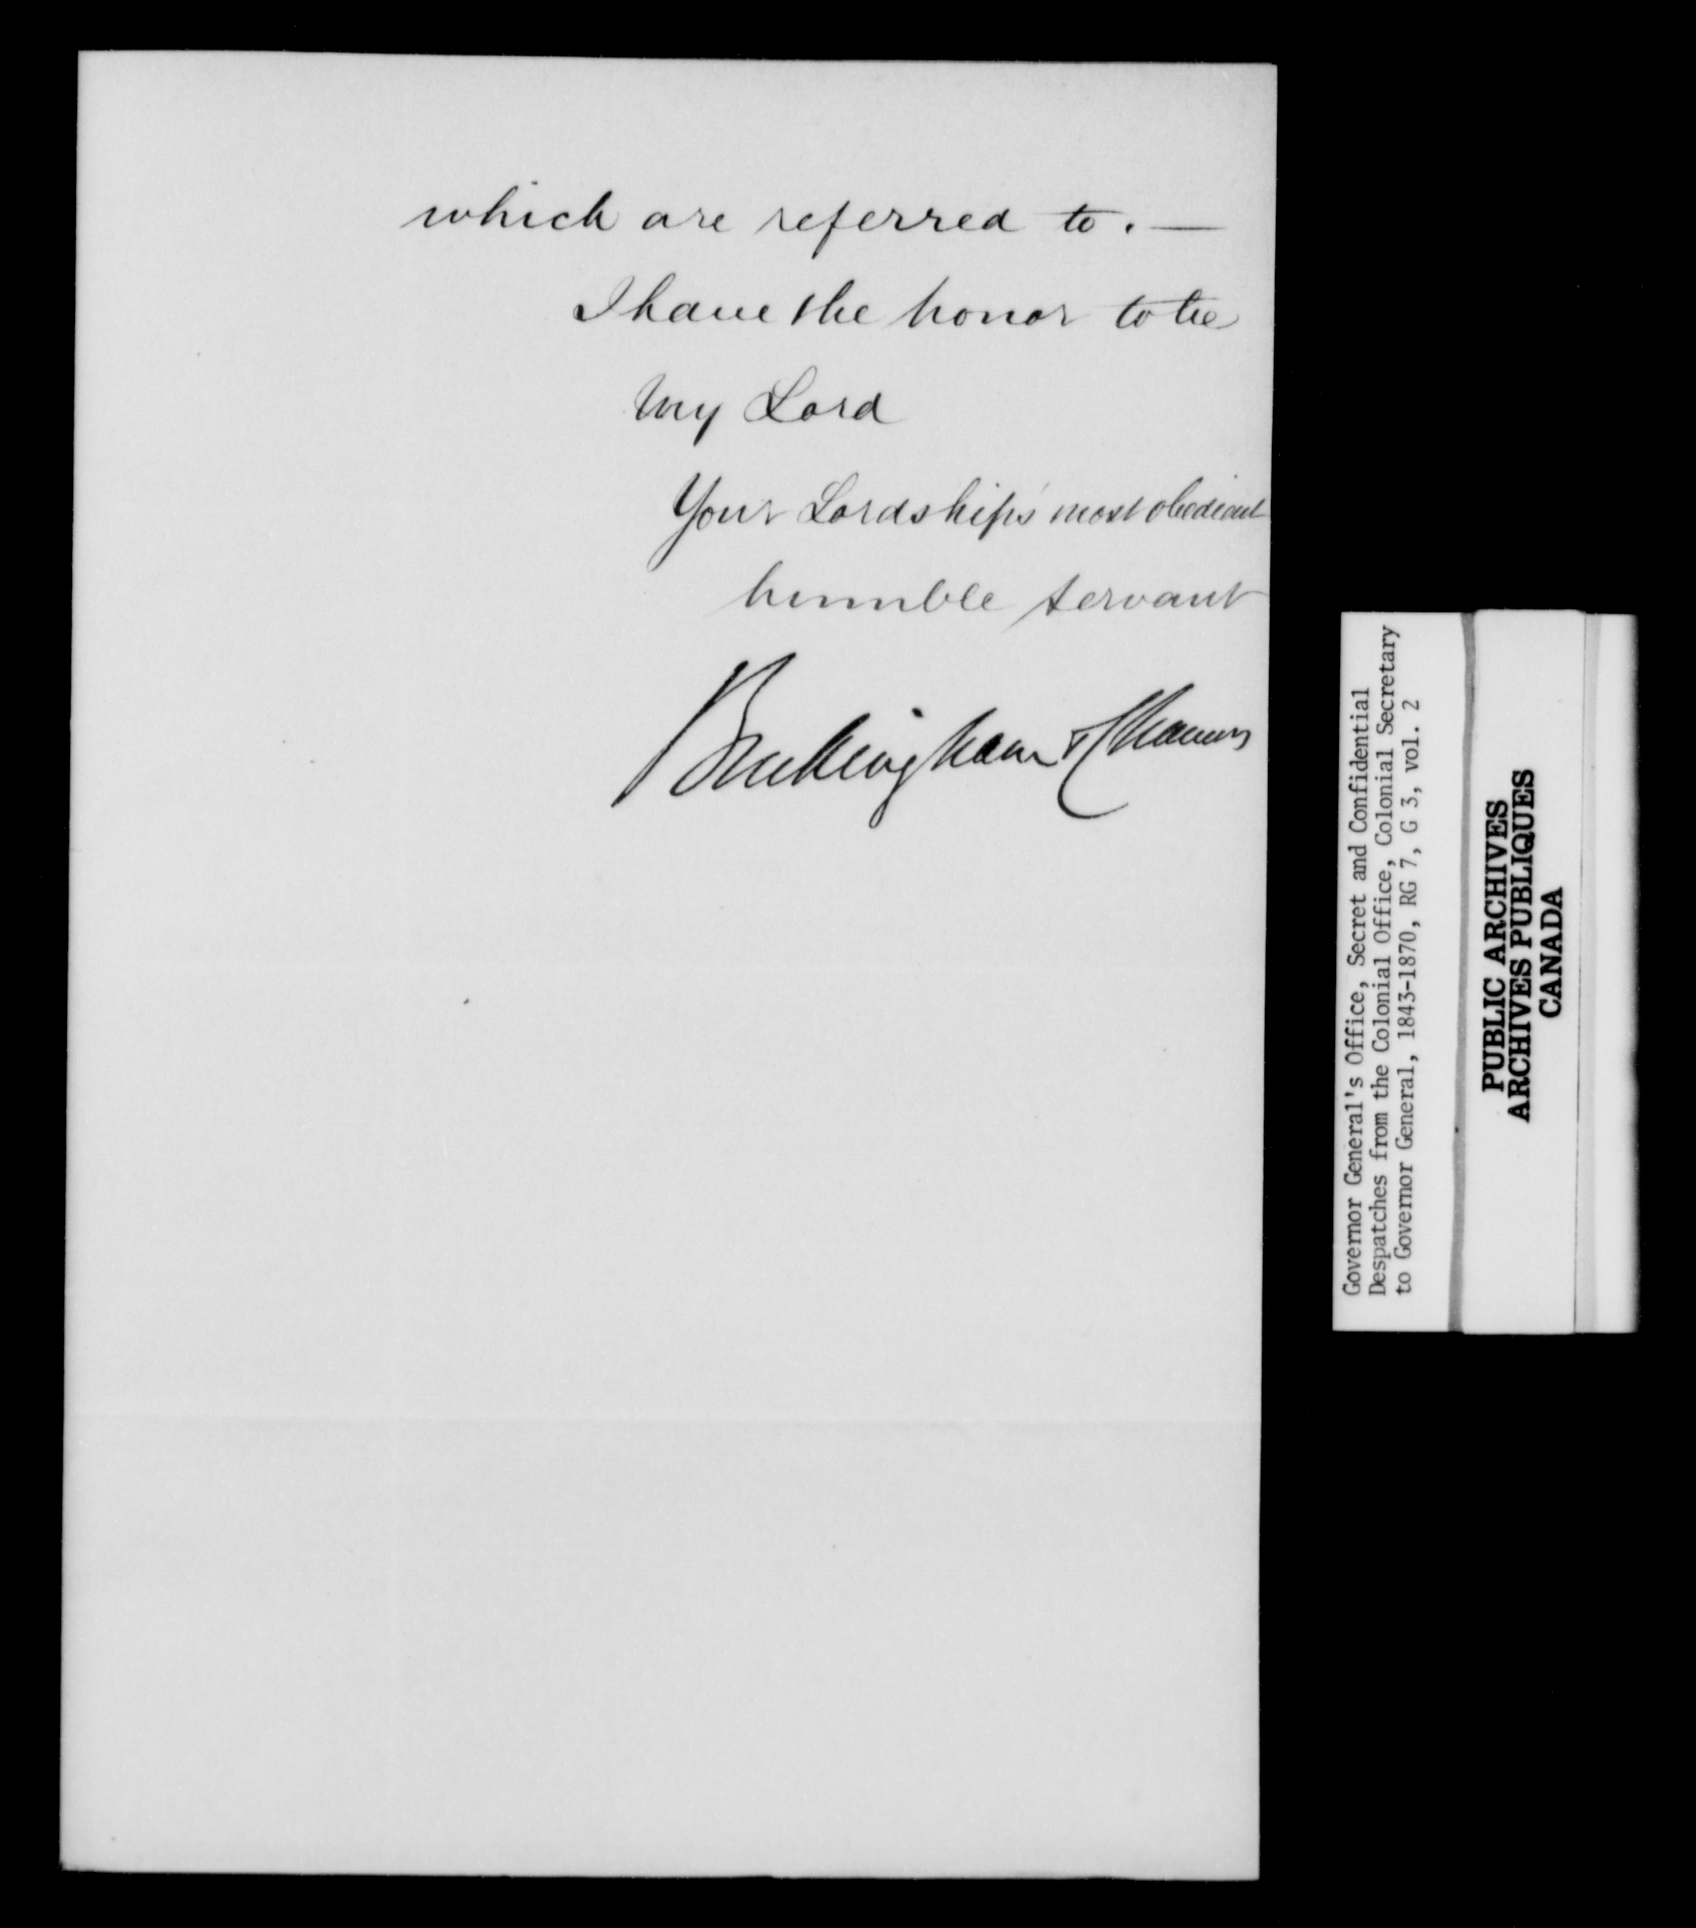 which are referred to. —
I have the honor to be
My Lord
Your Lordship's most obedient
humble servant
Buckingham & Chandos
Governor General's Office, Secret and Confidential
Despatches from the Colonial Office, Colonial Secretary
to Governor General, 1843-1870, RG 7, G 3, vol. 2
PUBLIC ARCHIVES
ARCHIVES PUBLIQUES
CANADA